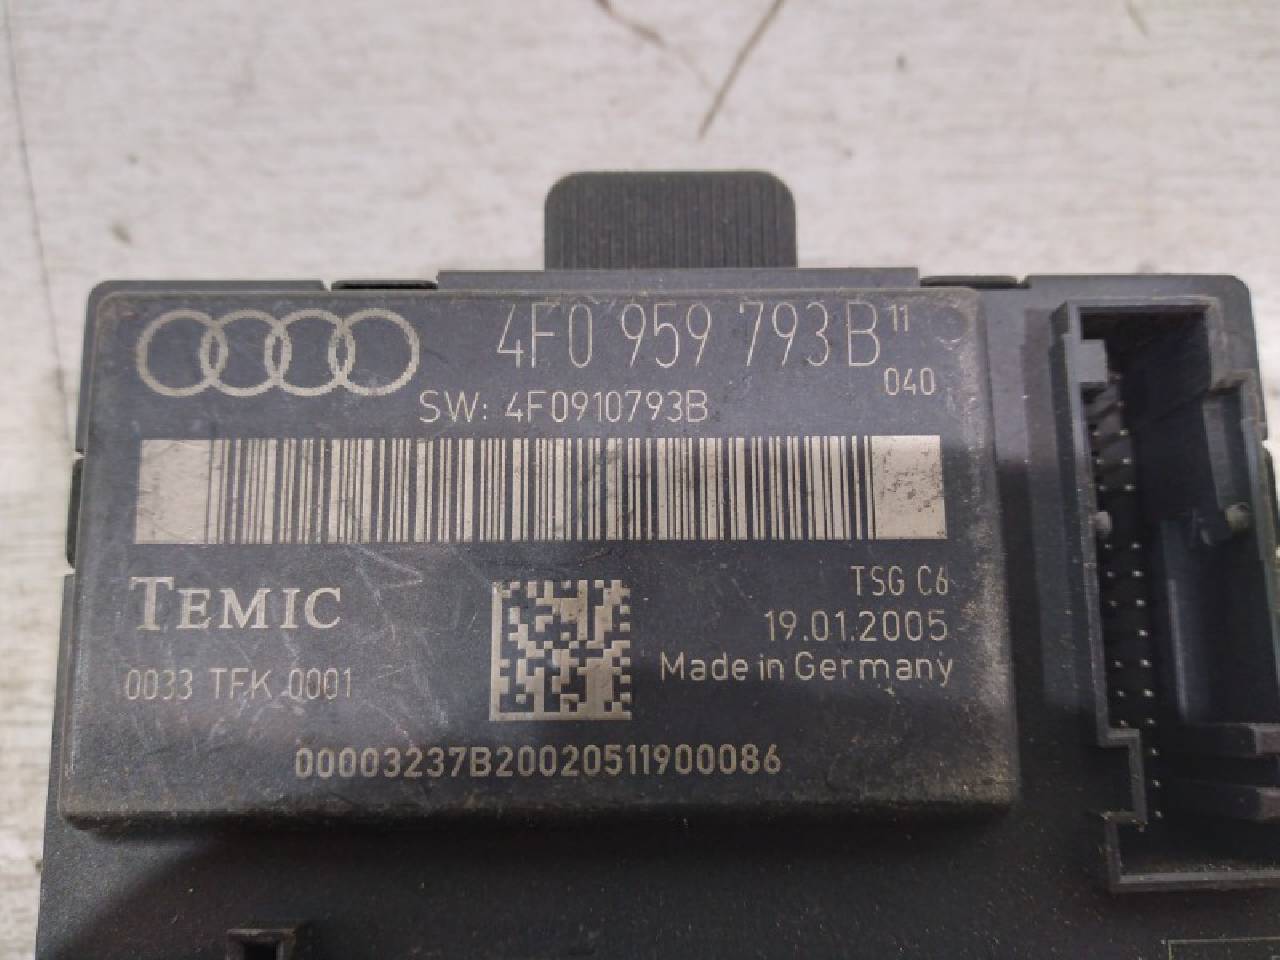 4F0 959 793B 11
040
SW: 4F0910793B
TEMIC
TSG C6
19.01.2005
0033 TFK 0001
Made in Germany
00003237B20020511900086